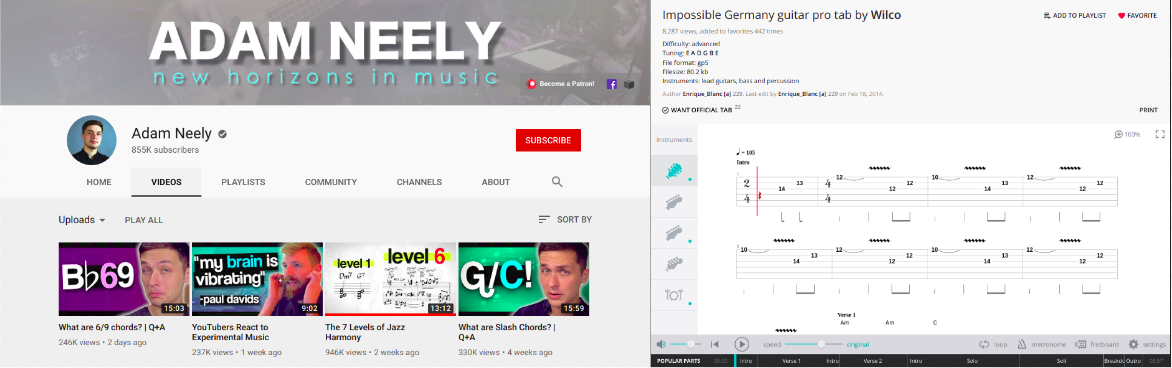 ADAM NEELY
new horizons in music
Become a Patron!
Adam Neely
855K subscribers
SUBSCRIBE
HOME VIDEOS PLAYLISTS COMMUNITY CHANNELS ABOUT
Uploads PLAY ALL SORT BY
B♭69
15:03
"my brain is
vibrating"
-paul davids
9:02
level 1 level 6
Dm7 G7
13:12
G/C!
15:59
What are 6/9 chords? | Q+A
246K views • 2 days ago
YouTubers React to
Experimental Music
237K views • 1 week ago
The 7 Levels of Jazz
Harmony
946K views • 2 weeks ago
What are Slash Chords? |
Q+A
330K views • 4 weeks ago
Impossible Germany guitar pro tab by Wilco
ADD TO PLAYLIST FAVORITE
8,287 views, added to favorites 442 times
Difficulty: advanced
Tuning: E A D G B E
File format: gp5
Filesize: 80.2 kb
Instruments: lead guitars, bass and percussion
Author Enrique_Blanc [a] 229. Last edit by Enrique_Blanc [a] 229 on Feb 18, 2014.
WANT OFFICIAL TAB 22 PRINT
Instruments
100%
= 105
Intro
2 4 14 13 4 4 12 12 12 10 14 12 12 12 12
10 14 13 12 12 12 10 14 12 12 12 12
Verse 1
Am Am C
speed original loop metronome fretboard settings
POPULAR PARTS 00:00 Intro Verse 1 Intro Verse 2 Intro Solo Soli Breakdo Outro 05:57